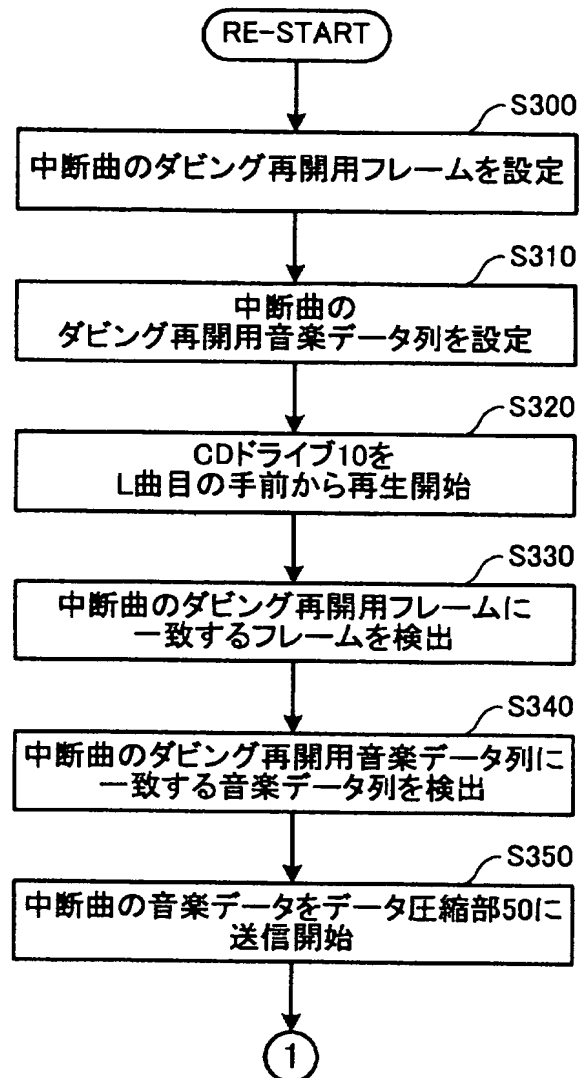 RE-START
S300
中断曲のダビング再開用フレームを設定
S310
中断曲の
ダビング再開用音楽データ列を設定
S320
CDドライブ10を
L曲目の手前から再生開始
S330
中断曲のダビング再開用フレームに
一致するフレームを検出
S340
中断曲のダビング再開用音楽データ列に
一致する音楽データ列を検出
S350
中断曲の音楽データをデータ圧縮部50に
送信開始
1